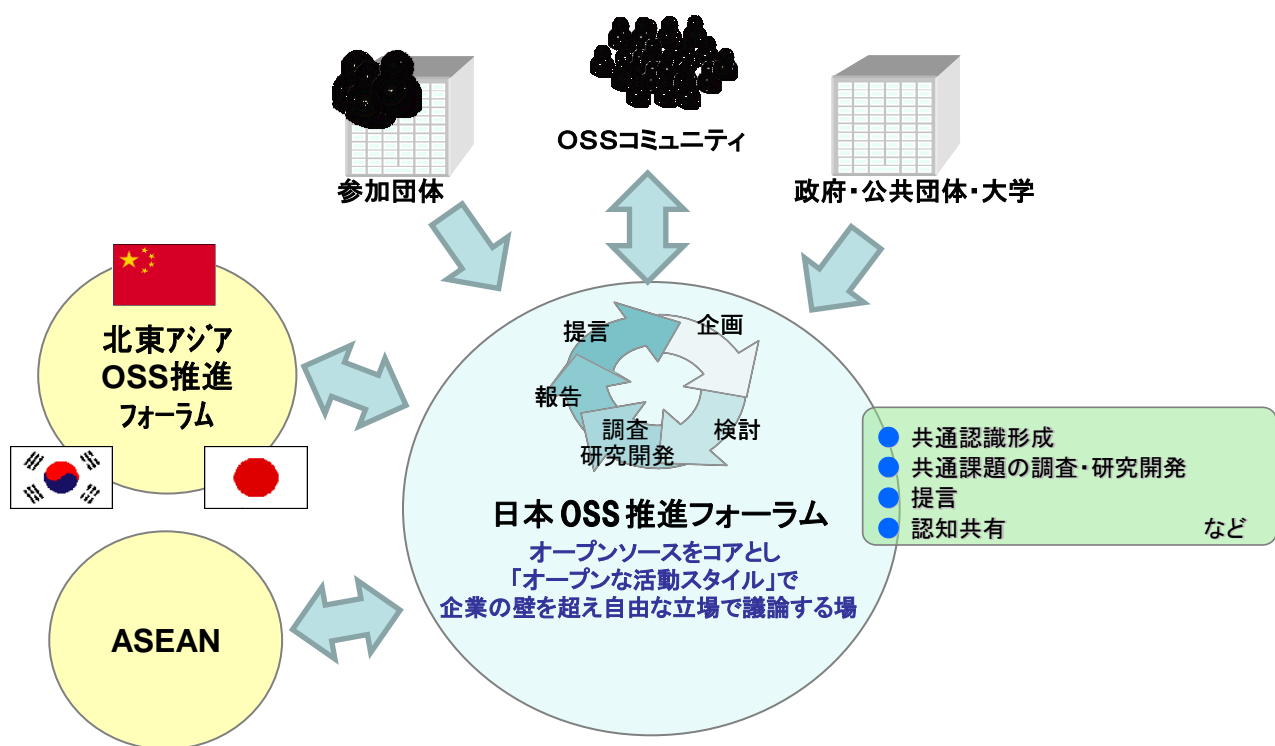 OSSコミュニティ
参加団体
政府・公共団体・大学
北東アジア
OSS推進
フォーラム
提言
企画
報告
検討
調査
研究開発
日本OSS推進フォーラム
オープンソースをコアとし
「オープンな活動スタイル」で
企業の壁を超え自由な立場で議論する場
● 共通認識形成
● 共通課題の調査・研究開発
● 提言
● 認知共有 など
ASEAN